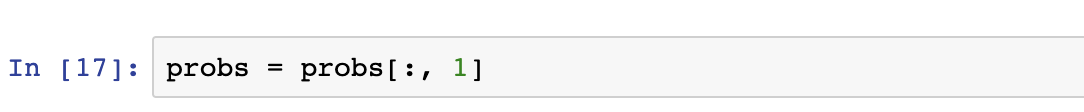 In [17]: probs = probs[:, 1]